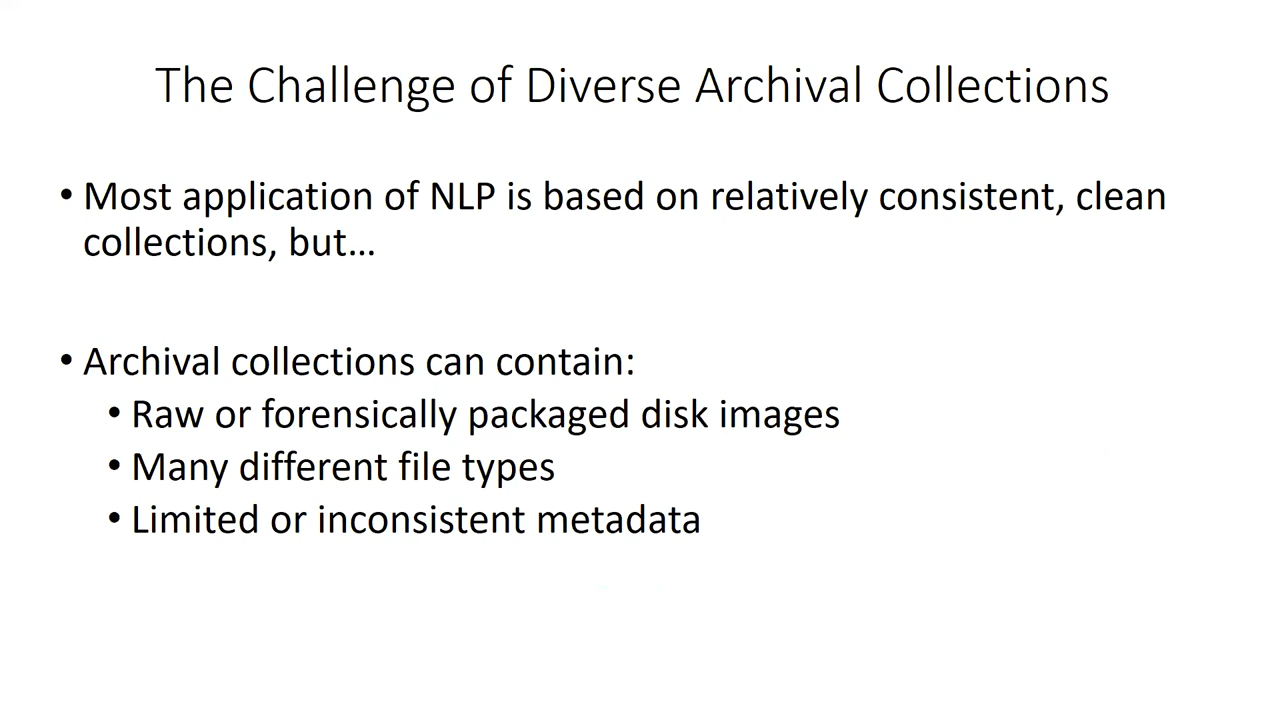 The Challenge of Diverse Archival Collections
• Most application of NLP is based on relatively consistent, clean
collections, but…
• Archival collections can contain:
• Raw or forensically packaged disk images
• Many different file types
• Limited or inconsistent metadata